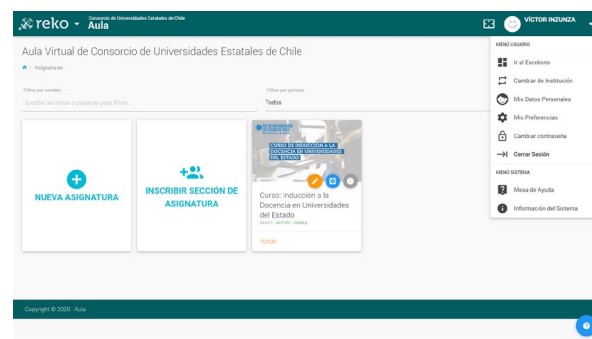 reko
Consorcio de Universidades Estatales de Chile
Aula
VÍCTOR INZUNZA
Aula Virtual de Consorcio de Universidades Estatales de Chile
/ Asignaturas
Filtrar por nombre
Escriba las letras o palabras para filtrar...
Filtrar por período
Todos
MENÚ USUARIO
Ir al Escritorio
Cambiar de Institución
Mis Datos Personales
Mis Preferencias
Cambiar contraseña
Cerrar Sesión
MENÚ SISTEMA
Mesa de Ayuda
Información del Sistema
NUEVA ASIGNATURA
INSCRIBIR SECCIÓN DE
ASIGNATURA
CURSO DE INDUCCIÓN A LA
DOCENCIA EN UNIVERSIDADES
DEL ESTADO
Curso: Inducción a la
Docencia en Universidades
del Estado
ACTIVO - VISIBLE
TUTOR
Copyright © 2020 · Aula